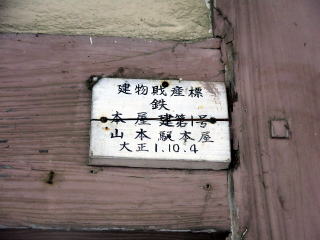 建物財産標
鉄
本屋 建第1号
山本駅本屋
大正1.10.4